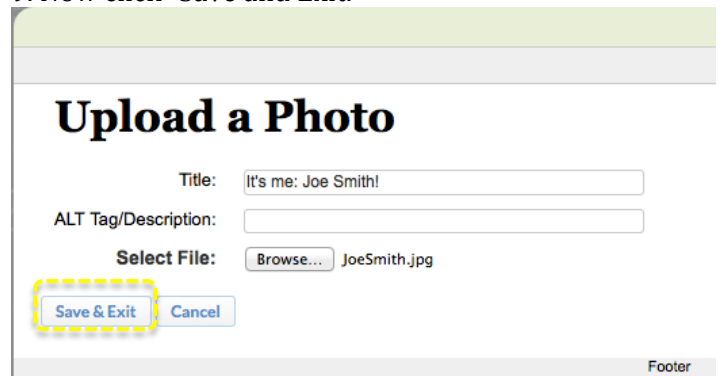 Upload a Photo
Title: It's me: Joe Smith!
ALT Tag/Description:
Select File: Browse... JoeSmith.jpg
Save & Exit Cancel
Footer